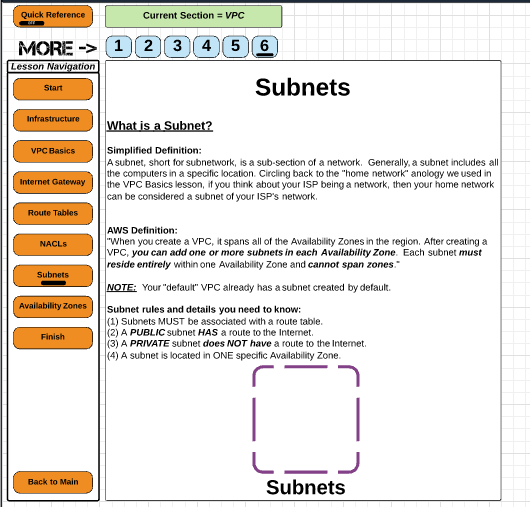 Quick Reference
OFF
Current Section = VPC
MORE -> 1 2 3 4 5 6
Lesson Navigation
Start
Infrastructure
VPC Basics
Internet Gateway
Route Tables
NACLs
Subnets
Availability Zones
Finish
Back to Main
Subnets
What is a Subnet?
Simplified Definition:
A subnet, short for subnetwork, is a sub-section of a network. Generally, a subnet includes all
the computers in a specific location. Circling back to the "home network" anology we used in
the VPC Basics lesson, if you think about your ISP being a network, then your home network
can be considered a subnet of your ISP's network.
AWS Definition:
"When you create a VPC, it spans all of the Availability Zones in the region. After creating a
VPC, you can add one or more subnets in each Availability Zone. Each subnet must
reside entirely within one Availability Zone and cannot span zones."
NOTE: Your "default" VPC already has a subnet created by default.
Subnet rules and details you need to know:
(1) Subnets MUST be associated with a route table.
(2) A PUBLIC subnet HAS a route to the Internet.
(3) A PRIVATE subnet does NOT have a route to the Internet.
(4) A subnet is located in ONE specific Availability Zone.
Subnets